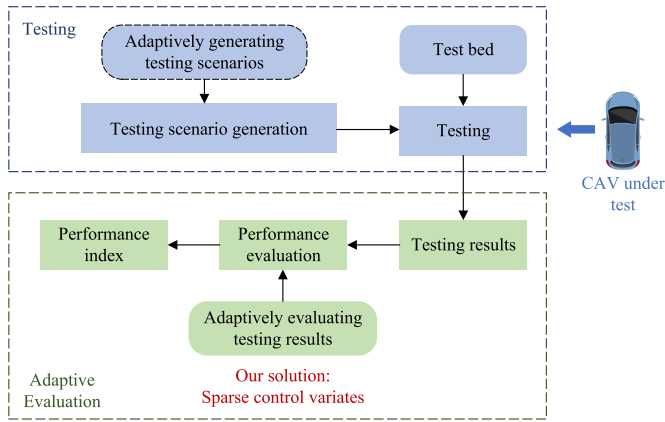 Testing
Adaptively generating
testing scenarios
Test bed
Testing scenario generation
Testing
CAV under
test
Performance
index
Performance
evaluation
Testing results
Adaptively evaluating
testing results
Our solution:
Sparse control variates
Adaptive
Evaluation